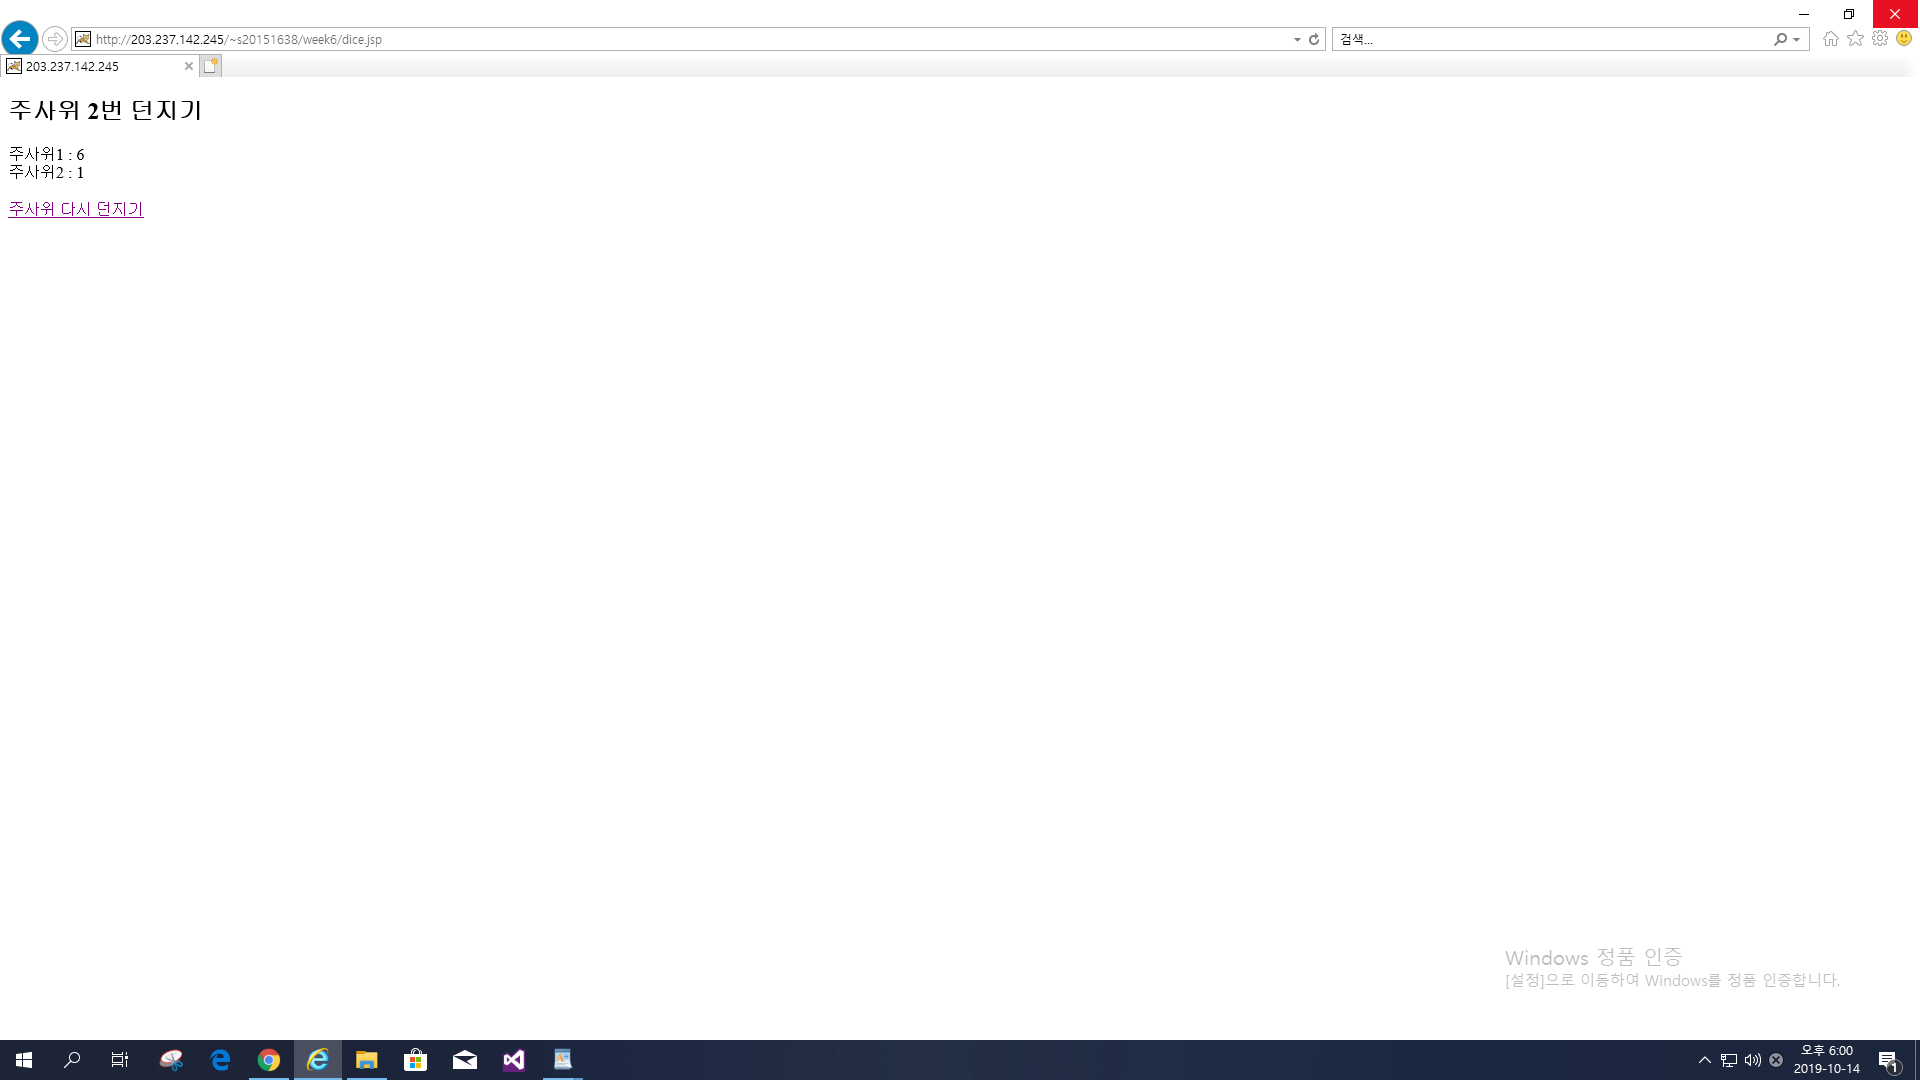 http://203.237.142.245/~s20151638/week6/dice.jsp
검색...
203.237.142.245
주사위 2번 던지기
주사위1 : 6
주사위2 : 1
주사위 다시 던지기
Windows 정품 인증
[설정]으로 이동하여 Windows를 정품 인증합니다.
오후 6:00
2019-10-14
1